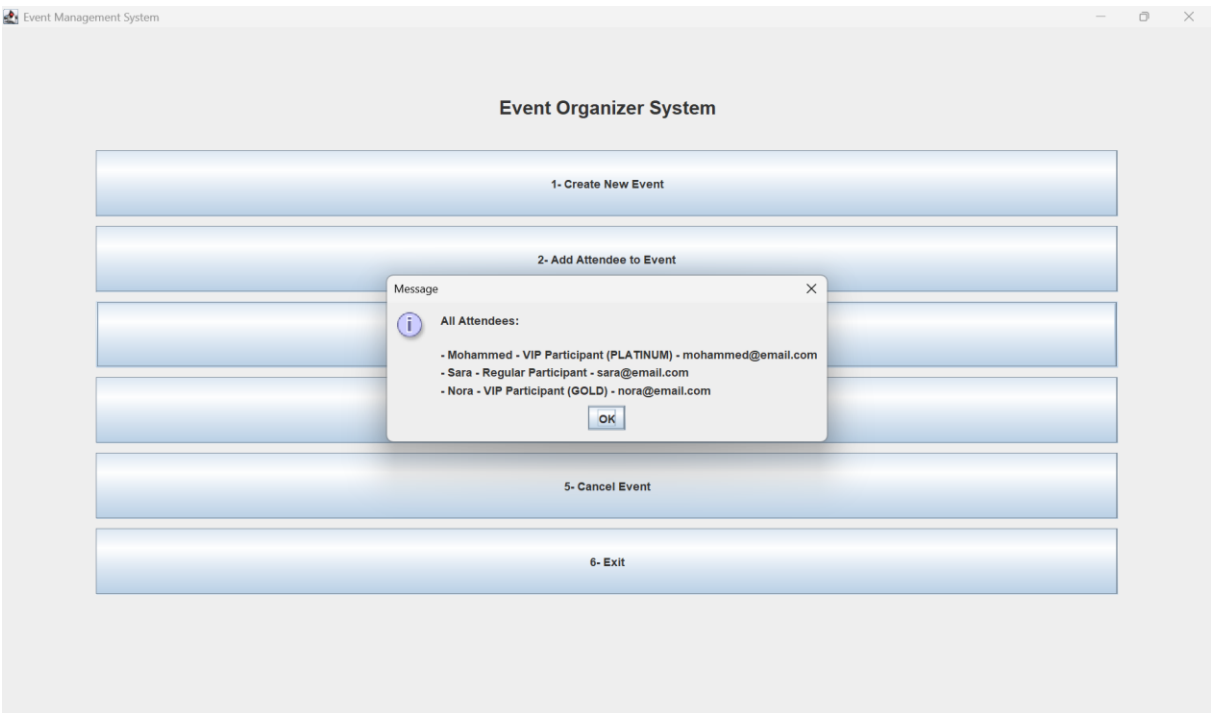 Event Management System
Event Organizer System
1- Create New Event
2- Add Attendee to Event
Message
i
All Attendees:
- Mohammed - VIP Participant (PLATINUM) - mohammed@email.com
- Sara - Regular Participant - sara@email.com
- Nora - VIP Participant (GOLD) - nora@email.com
OK
5- Cancel Event
6- Exit